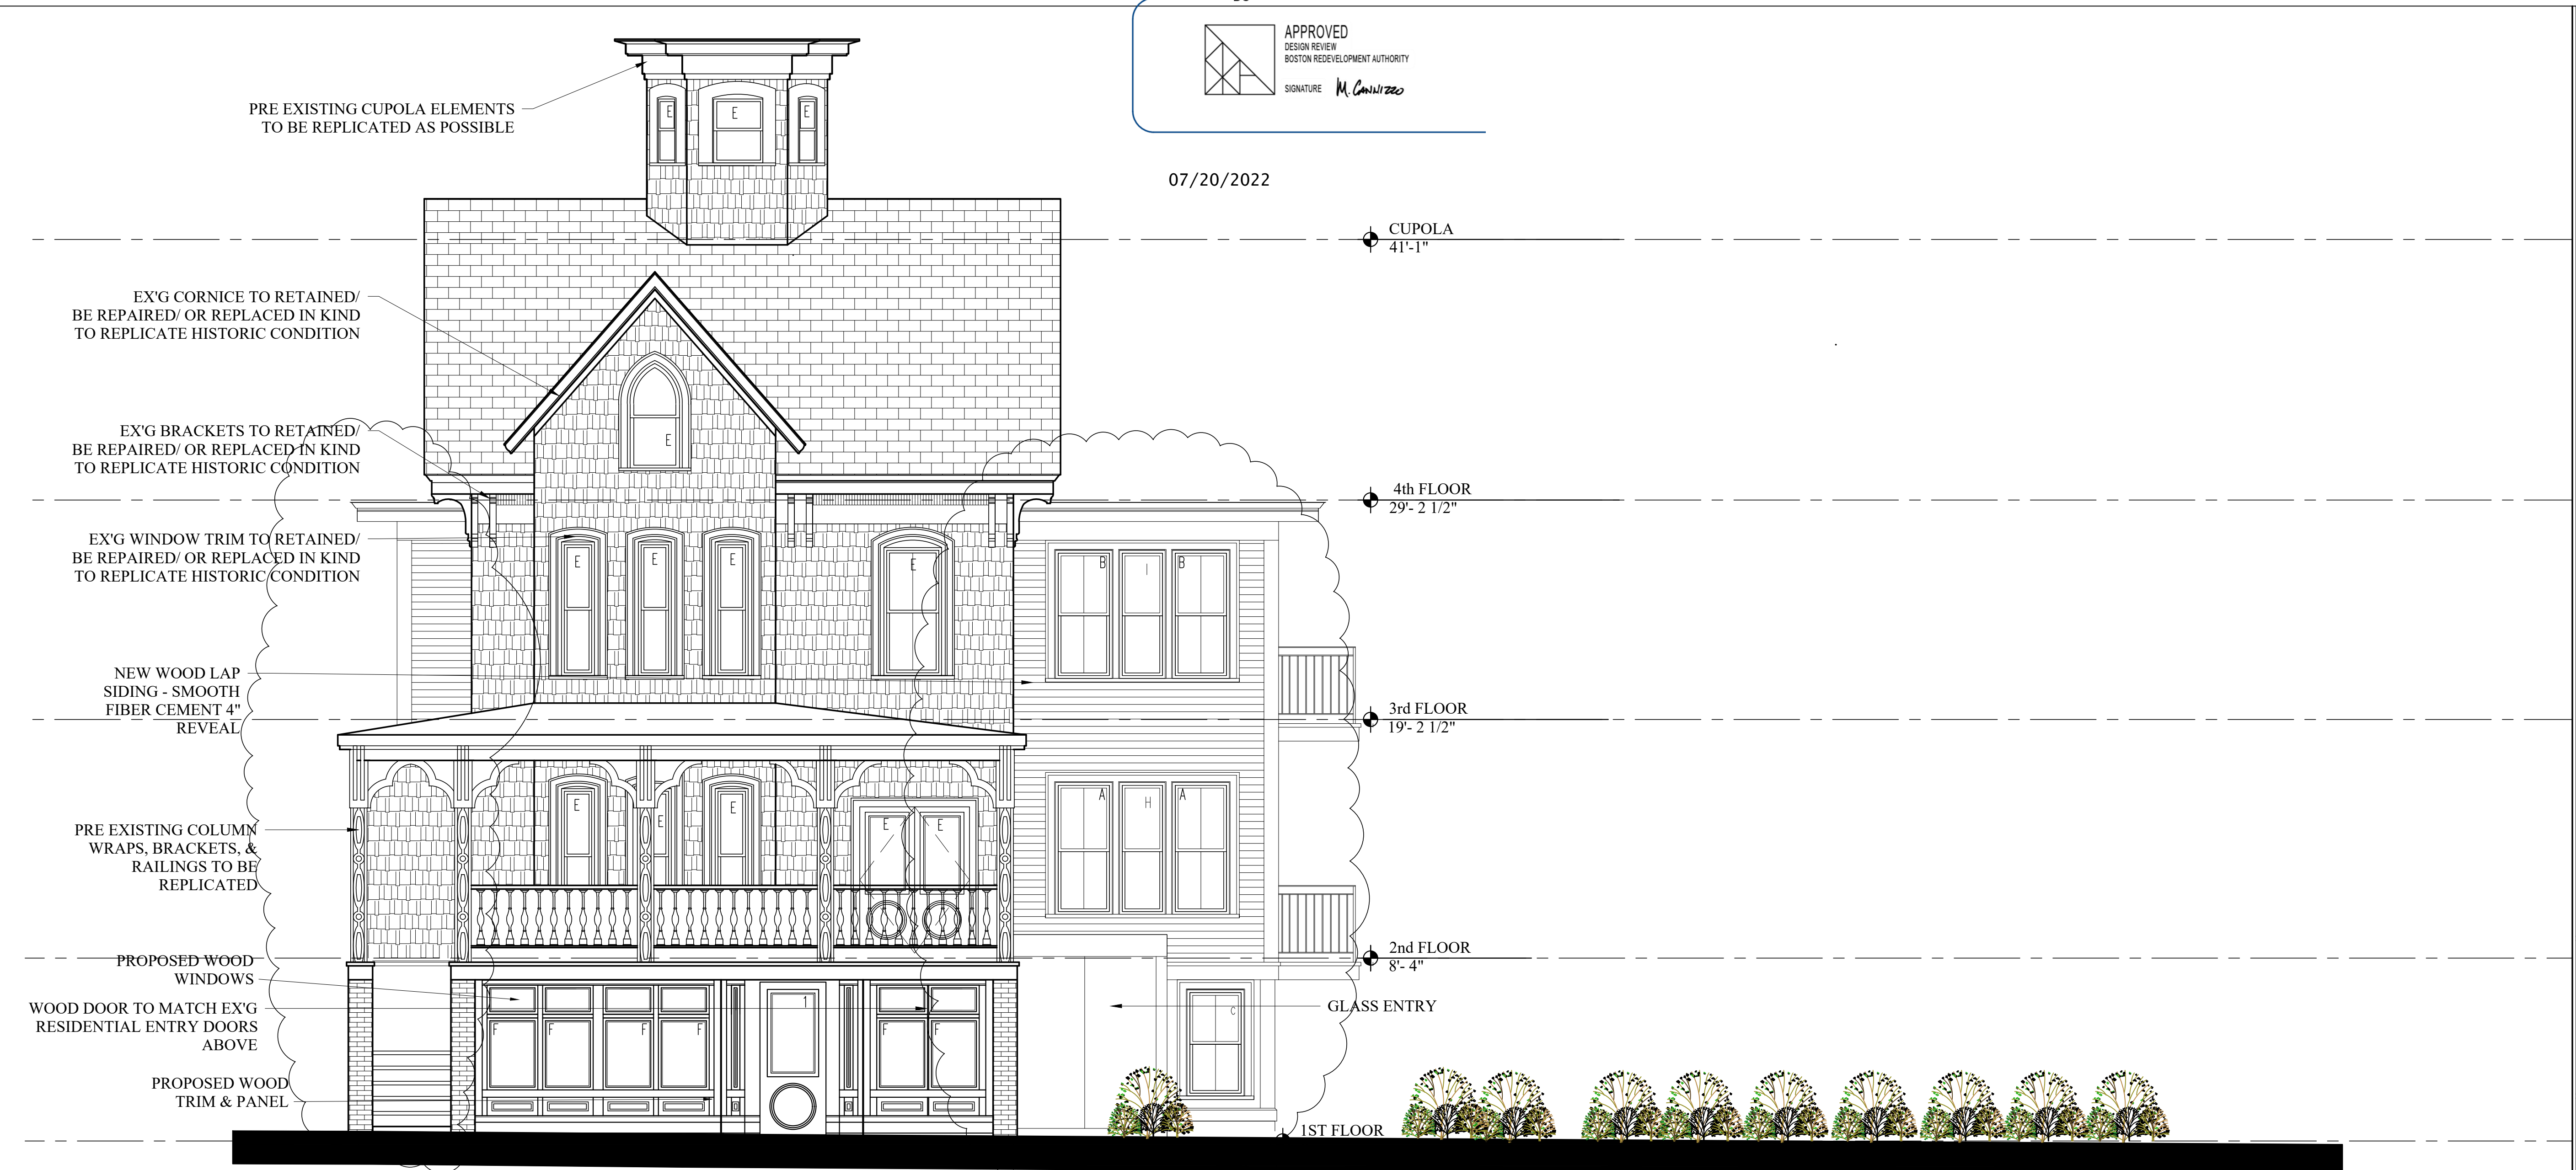 APPROVED
DESIGN REVIEW
BOSTON REDEVELOPMENT AUTHORITY
SIGNATURE M. Cannizzo
07/20/2022
PRE EXISTING CUPOLA ELEMENTS
TO BE REPLICATED AS POSSIBLE
E E E
CUPOLA
41'-1"
EX'G CORNICE TO RETAINED/
BE REPAIRED/ OR REPLACED IN KIND
TO REPLICATE HISTORIC CONDITION
EX'G BRACKETS TO RETAINED/
BE REPAIRED/ OR REPLACED IN KIND
TO REPLICATE HISTORIC CONDITION
E
4th FLOOR
29'- 2 1/2"
EX'G WINDOW TRIM TO RETAINED/
BE REPAIRED/ OR REPLACED IN KIND
TO REPLICATE HISTORIC CONDITION
E E E E B I B
NEW WOOD LAP
SIDING - SMOOTH
FIBER CEMENT 4"
REVEAL
3rd FLOOR
19'- 2 1/2"
E E E E E A H A
PRE EXISTING COLUMN
WRAPS, BRACKETS, &
RAILINGS TO BE
REPLICATED
2nd FLOOR
8'- 4"
PROPOSED WOOD
WINDOWS
WOOD DOOR TO MATCH EX'G
RESIDENTIAL ENTRY DOORS
ABOVE
GLASS ENTRY
F F F F 1 F F C
PROPOSED WOOD
TRIM & PANEL
1ST FLOOR